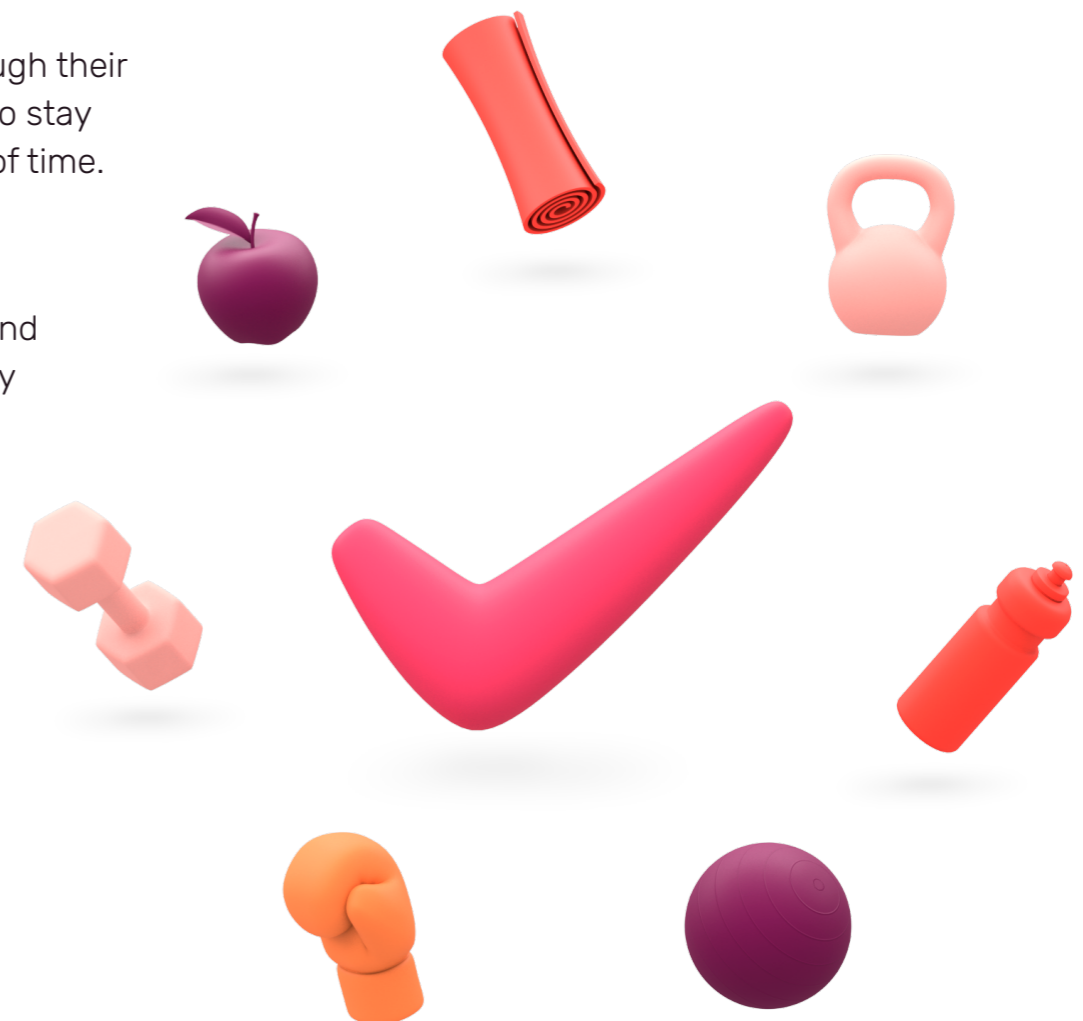 ugh their
o stay
of time.
nd
y